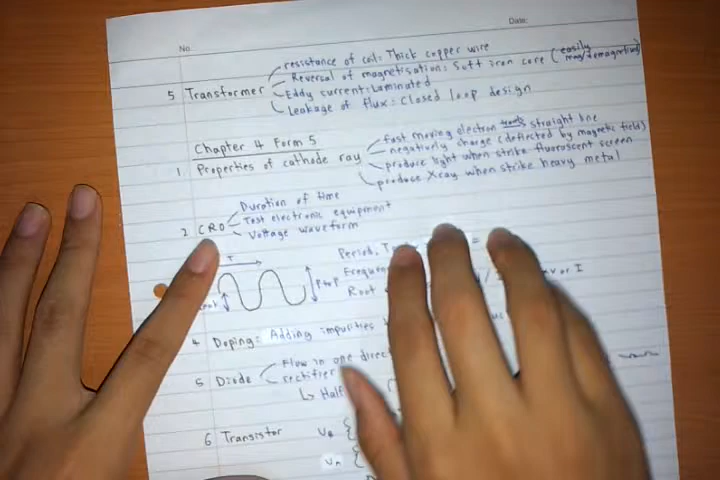 No.
Date:
resistance of coil: Thick copper wire
Reversal of magnetisation: Soft iron core (easily mag/demagnetise)
5 Transformer
Eddy current: Laminated
Leakage of flux: Closed loop design
Chapter 4 Form 5
fast moving electron travels straight line
negatively charge (deflected by magnetic field)
1 Properties of cathode ray
produce light when strike fluorescent screen
produce Xray when strike heavy metal
Duration of time
2 CRO
Test electronic equipment
Voltage waveform
T
Period, T =
P to P
Root
V or I
4 Doping: Adding impurities
Flow in one direc
5 Diode
rectifier
↳ Half
6 Transistor
VB {